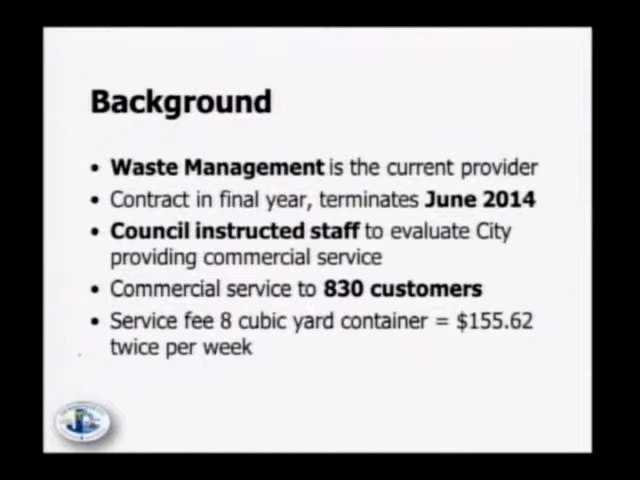 Background
• Waste Management is the current provider
• Contract in final year, terminates June 2014
• Council instructed staff to evaluate City
providing commercial service
• Commercial service to 830 customers
• Service fee 8 cubic yard container = $155.62
twice per week